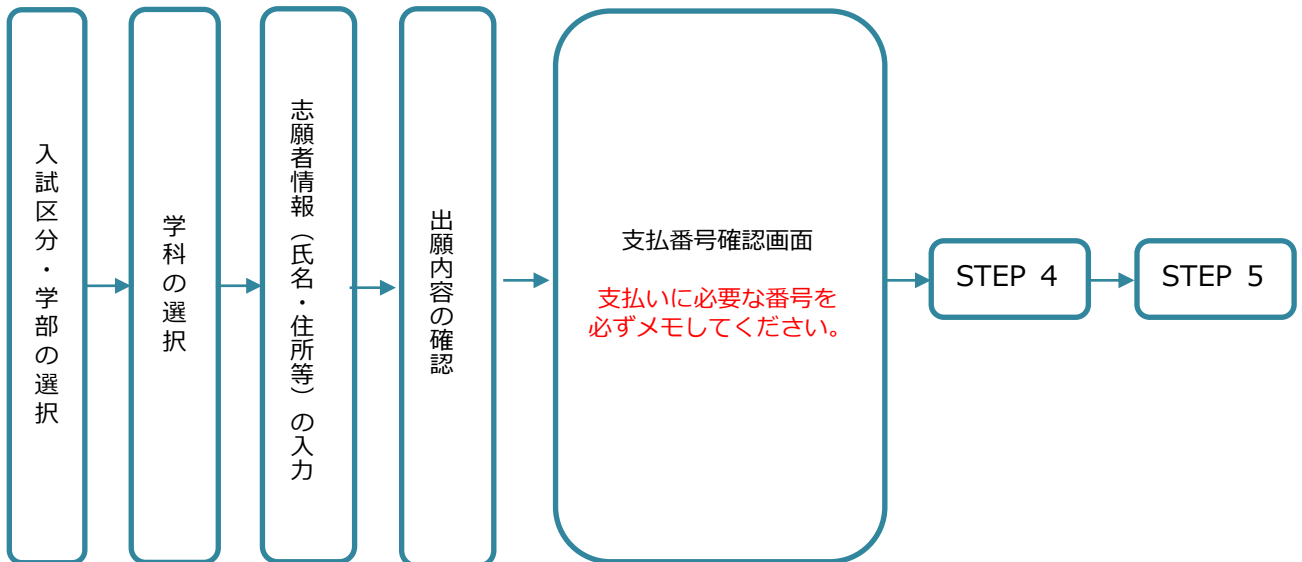 入試区分・学部の選択
学科の選択
志願者情報（氏名・住所等）の入力
出願内容の確認
支払番号確認画面
支払いに必要な番号を
必ずメモしてください。
STEP 4
STEP 5